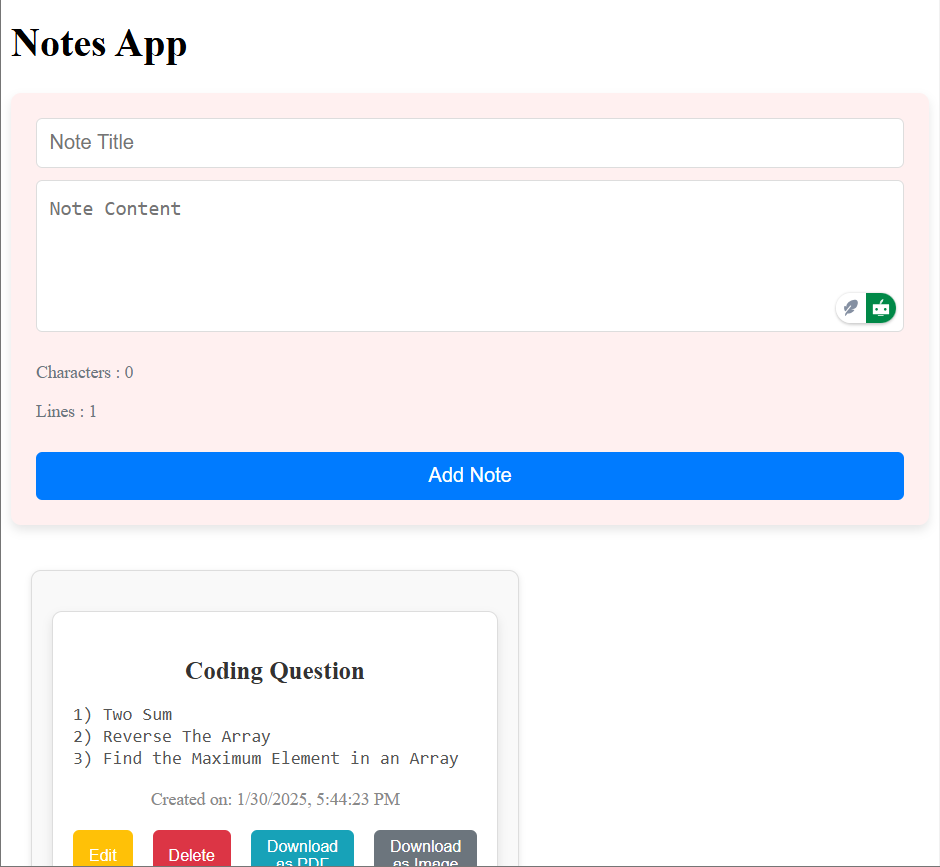 Notes App
Note Title
Note Content
Characters : 0
Lines : 1
Add Note
Coding Question
1) Two Sum
2) Reverse The Array
3) Find the Maximum Element in an Array
Created on: 1/30/2025, 5:44:23 PM
Edit
Delete
Download
as PDF
Download
as Image